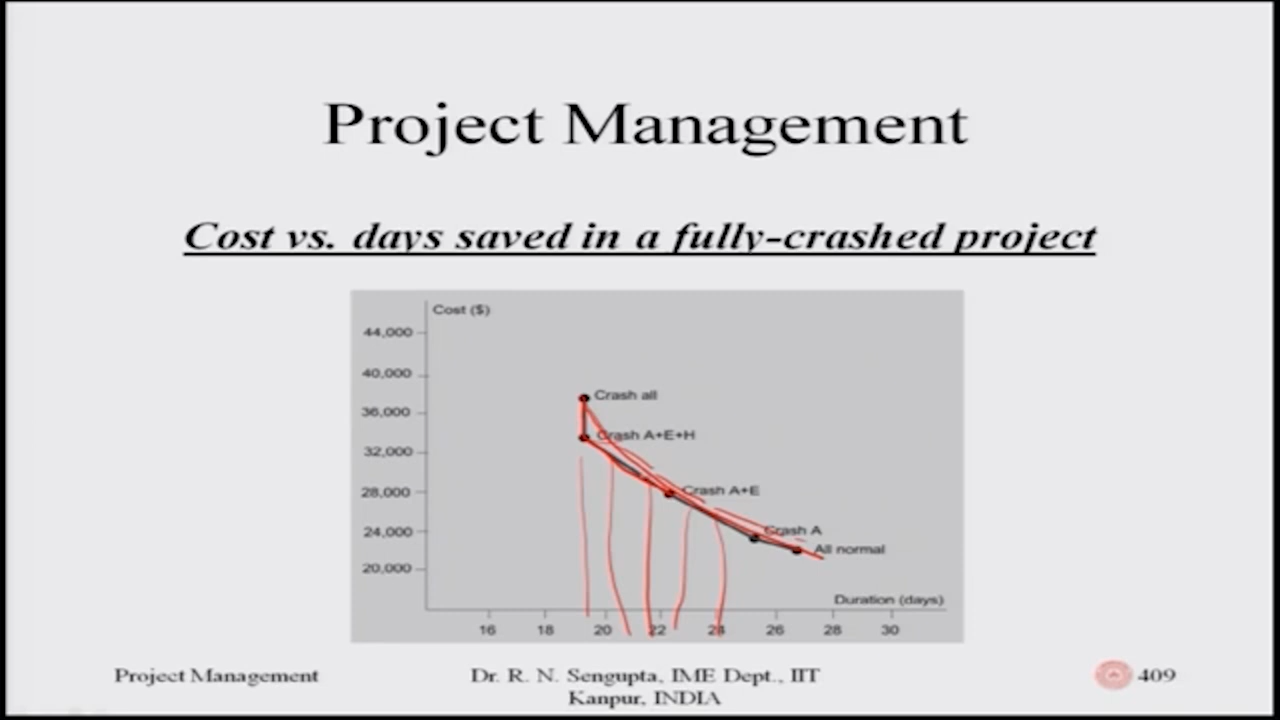 Project Management
Cost vs. days saved in a fully-crashed project
Cost ($)
44,000
40,000
36,000
32,000
28,000
24,000
20,000
Crash all
Crash A+E+H
Crash A+E
Crash A
All normal
Duration (days)
16 18 20 22 24 26 28 30
Project Management
Dr. R. N. Sengupta, IME Dept., IIT
Kanpur, INDIA
409